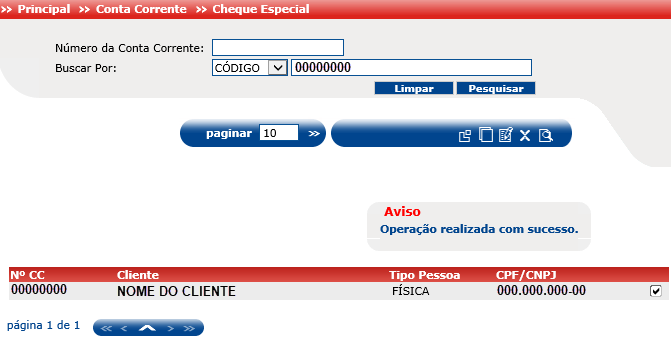 >> Principal >> Conta Corrente >> Cheque Especial
Número da Conta Corrente:
Buscar Por: CÓDIGO 00000000
Limpar Pesquisar
paginar 10 >>
Aviso
Operação realizada com sucesso.
Nº CC Cliente Tipo Pessoa CPF/CNPJ
00000000 NOME DO CLIENTE FÍSICA 000.000.000-00
página 1 de 1 << < > >>